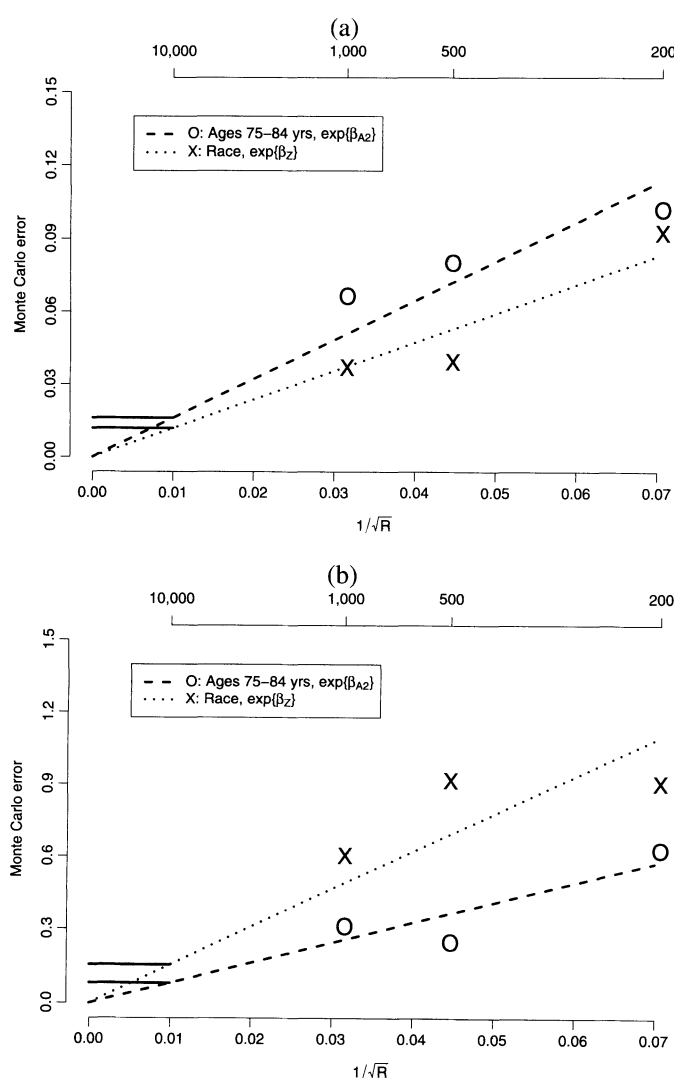 (a)
10,000 1,000 500 200
0.15
0.12
0.09
0.06
0.03
0.00
Monte Carlo error
O: Ages 75–84 yrs, exp{β_A2}
X: Race, exp{β_Z}
O
O
O
X
X
X
0.00 0.01 0.02 0.03 0.04 0.05 0.06 0.07
1/√R
(b)
10,000 1,000 500 200
1.5
1.2
0.9
0.6
0.3
0.0
Monte Carlo error
O: Ages 75–84 yrs, exp{β_A2}
X: Race, exp{β_Z}
X
X
X
O
O
O
0.00 0.01 0.02 0.03 0.04 0.05 0.06 0.07
1/√R